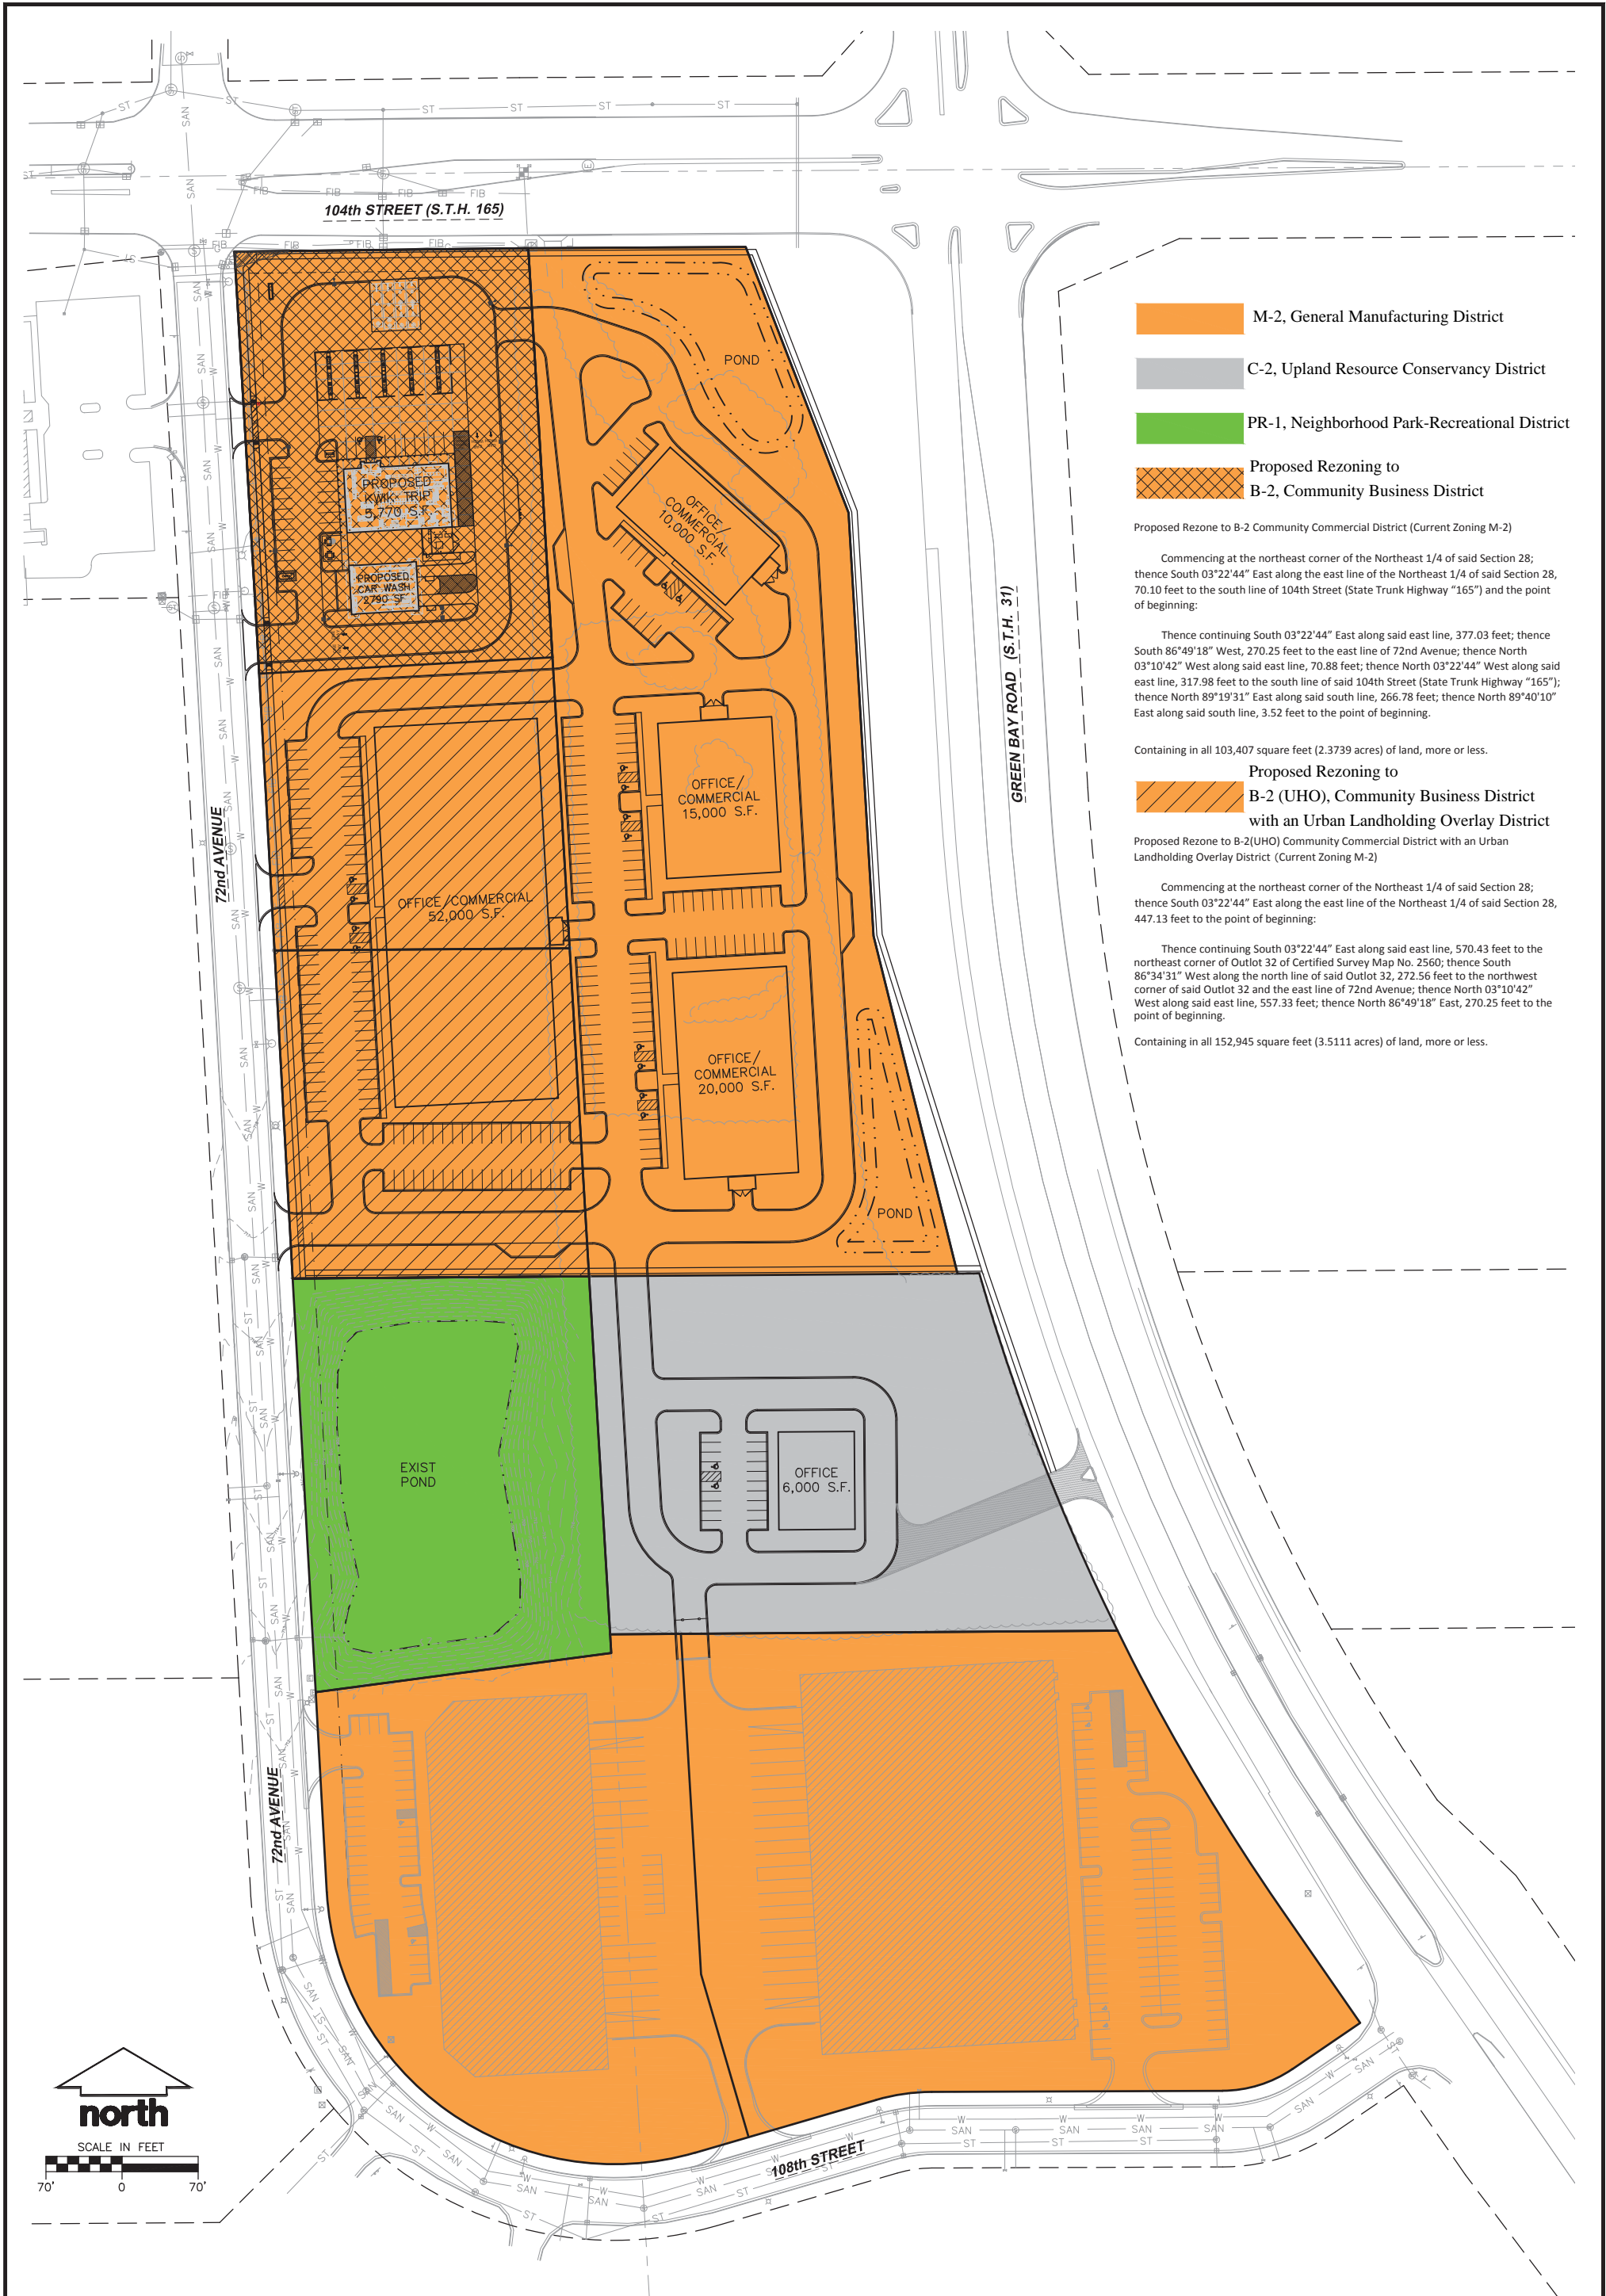 104th STREET (S.T.H. 165)
M-2, General Manufacturing District
C-2, Upland Resource Conservancy District
PR-1, Neighborhood Park-Recreational District
Proposed Rezoning to
B-2, Community Business District
Proposed Rezone to B-2 Community Commercial District (Current Zoning M-2)
Commencing at the northeast corner of the Northeast 1/4 of said Section 28;
thence South 03°22'44” East along the east line of the Northeast 1/4 of said Section 28,
70.10 feet to the south line of 104th Street (State Trunk Highway “165”) and the point
of beginning:
Thence continuing South 03°22'44” East along said east line, 377.03 feet; thence
South 86°49'18” West, 270.25 feet to the east line of 72nd Avenue; thence North
03°10'42” West along said east line, 70.88 feet; thence North 03°22'44” West along said
east line, 317.98 feet to the south line of said 104th Street (State Trunk Highway “165”);
thence North 89°19'31” East along said south line, 266.78 feet; thence North 89°40'10”
East along said south line, 3.52 feet to the point of beginning.
Containing in all 103,407 square feet (2.3739 acres) of land, more or less.
Proposed Rezoning to
B-2 (UHO), Community Business District
with an Urban Landholding Overlay District
Proposed Rezone to B-2(UHO) Community Commercial District with an Urban
Landholding Overlay District (Current Zoning M-2)
Commencing at the northeast corner of the Northeast 1/4 of said Section 28;
thence South 03°22'44” East along the east line of the Northeast 1/4 of said Section 28,
447.13 feet to the point of beginning:
Thence continuing South 03°22'44” East along said east line, 570.43 feet to the
northeast corner of Outlot 32 of Certified Survey Map No. 2560; thence South
86°34'31” West along the north line of said Outlot 32, 272.56 feet to the northwest
corner of said Outlot 32 and the east line of 72nd Avenue; thence North 03°10'42”
West along said east line, 557.33 feet; thence North 86°49'18” East, 270.25 feet to the
point of beginning.
Containing in all 152,945 square feet (3.5111 acres) of land, more or less.
POND
PROPOSED
KWIK TRIP
5,770 S.F.
PROPOSED
CAR WASH
2790 SF
OFFICE/
COMMERCIAL
10,000 S.F.
GREEN BAY ROAD (S.T.H. 31)
72nd AVENUE
OFFICE/
COMMERCIAL
15,000 S.F.
OFFICE/COMMERCIAL
52,000 S.F.
OFFICE/
COMMERCIAL
20,000 S.F.
POND
EXIST
POND
OFFICE
6,000 S.F.
72nd AVENUE
108th STREET
north
SCALE IN FEET
70' 0 70'